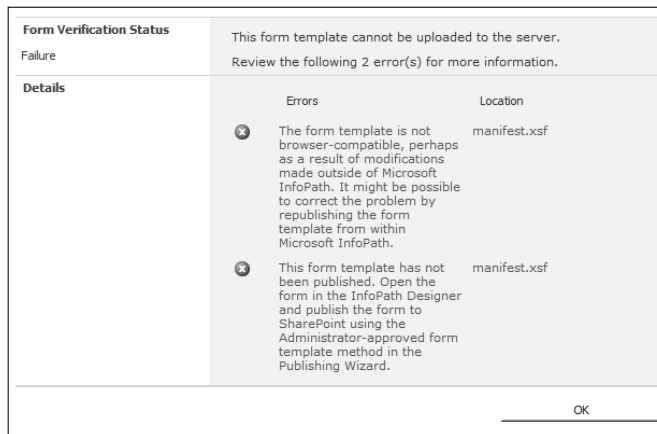 Form Verification Status
Failure
This form template cannot be uploaded to the server.
Review the following 2 error(s) for more information.
Details
Errors Location
The form template is not manifest.xsf
browser-compatible, perhaps
as a result of modifications
made outside of Microsoft
InfoPath. It might be possible
to correct the problem by
republishing the form
template from within
Microsoft InfoPath.
This form template has not manifest.xsf
been published. Open the
form in the InfoPath Designer
and publish the form to
SharePoint using the
Administrator-approved form
template method in the
Publishing Wizard.
OK